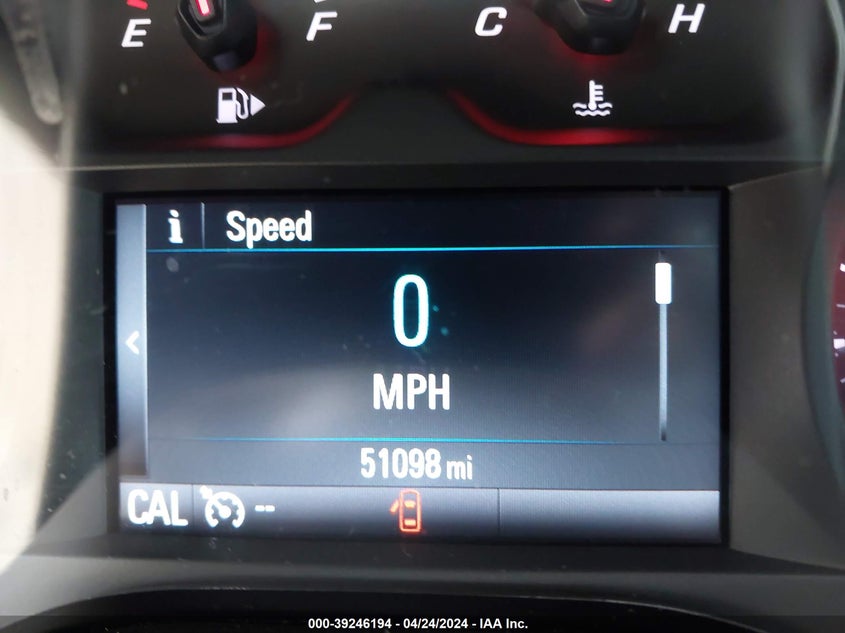 E F C H
i Speed
0
MPH
51098 mi
CAL --
000-39246194 - 04/24/2024 - IAA Inc.